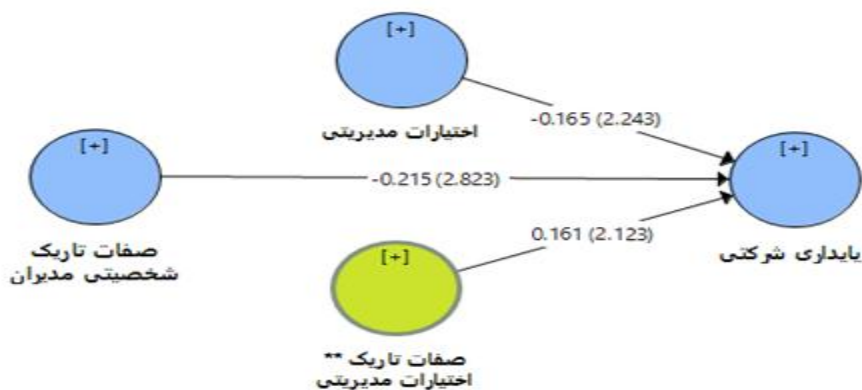 [+]
اختیارات مدیریتی
-0.165 (2.243)
[+]
صفات تاریک
شخصیتی مدیران
-0.215 (2.823)
[+]
پایداری شرکتی
0.161 (2.123)
[+]
صفات تاریک **
اختیارات مدیریتی